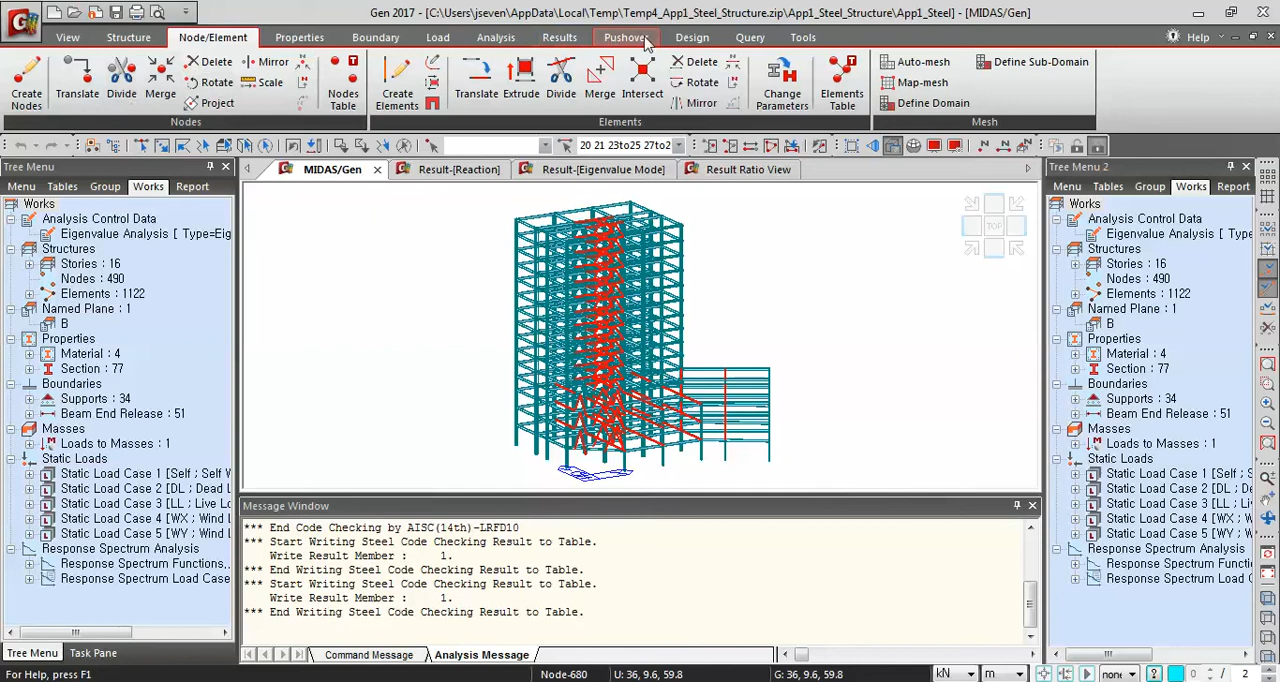 Gen 2017 - [C:\Users\jseven\AppData\Local\Temp\Temp4_App1_Steel_Structure.zip\App1_Steel_Structure\App1_Steel] - [MIDAS/Gen]
View Structure Node/Element Properties Boundary Load Analysis Results Pushover Design Query Tools Help
Create Nodes
Translate
Divide
Merge
Delete
Rotate
Project
Mirror
Scale
Nodes Table
Nodes
Create Elements
Translate
Extrude
Divide
Merge
Intersect
Delete
Rotate
Mirror
Change Parameters
Elements Table
Elements
Auto-mesh
Map-mesh
Define Domain
Define Sub-Domain
Mesh
20 21 23to25 27to2
Tree Menu
Menu Tables Group Works Report
Works
Analysis Control Data
Eigenvalue Analysis [ Type=Eig
Structures
Stories : 16
Nodes : 490
Elements : 1122
Named Plane : 1
B
Properties
Material : 4
Section : 77
Boundaries
Supports : 34
Beam End Release : 51
Masses
Loads to Masses : 1
Static Loads
Static Load Case 1 [Self ; Self W
Static Load Case 2 [DL ; Dead L
Static Load Case 3 [LL ; Live Lo
Static Load Case 4 [WX ; Wind L
Static Load Case 5 [WY ; Wind L
Response Spectrum Analysis
Response Spectrum Functions,.
Response Spectrum Load Case
Tree Menu Task Pane
MIDAS/Gen Result-[Reaction] Result-[Eigenvalue Mode] Result Ratio View
TOP
Message Window
*** End Code Checking by AISC(14th)-LRFD10
*** Start Writing Steel Code Checking Result to Table.
Write Result Member : 1.
*** End Writing Steel Code Checking Result to Table.
*** Start Writing Steel Code Checking Result to Table.
Write Result Member : 1.
*** End Writing Steel Code Checking Result to Table.
Command Message Analysis Message
Tree Menu 2
Menu Tables Group Works Report
Works
Analysis Control Data
Eigenvalue Analysis [ Type=E
Structures
Stories : 16
Nodes : 490
Elements : 1122
Named Plane : 1
B
Properties
Material : 4
Section : 77
Boundaries
Supports : 34
Beam End Release : 51
Masses
Loads to Masses : 1
Static Loads
Static Load Case 1 [Self ; S
Static Load Case 2 [DL ; De
Static Load Case 3 [LL ; Liv
Static Load Case 4 [WX ; W
Static Load Case 5 [WY ; W
Response Spectrum Analysis
Response Spectrum Functi
Response Spectrum Load C
For Help, press F1
Node-680
U: 36, 9.6, 59.8
G: 36, 9.6, 59.8
kN
m
non
0
/ 2